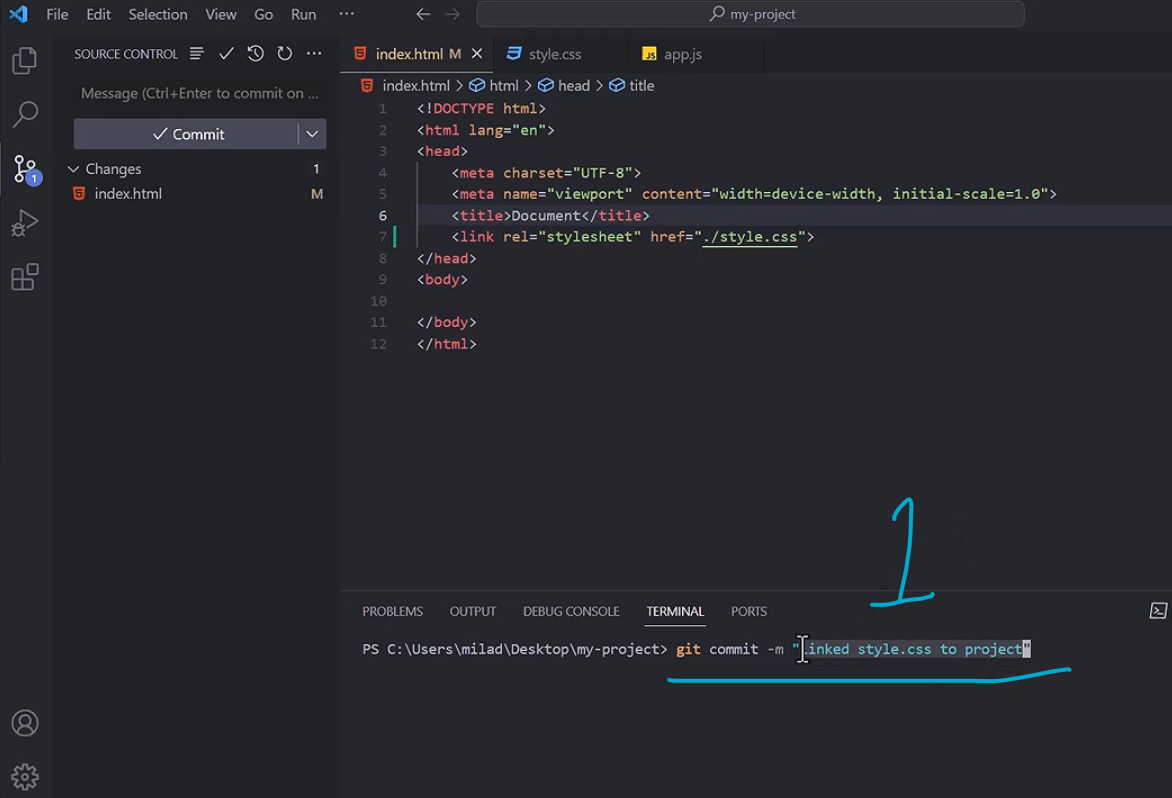 File Edit Selection View Go Run ··· my-project
SOURCE CONTROL ···
Message (Ctrl+Enter to commit on ...
Commit
Changes 1
index.html M
1
index.html M style.css JS app.js
index.html > html > head > title
1 <!DOCTYPE html>
2 <html lang="en">
3 <head>
4 <meta charset="UTF-8">
5 <meta name="viewport" content="width=device-width, initial-scale=1.0">
6 <title>Document</title>
7 <link rel="stylesheet" href="./style.css">
8 </head>
9 <body>
10
11 </body>
12 </html>
1
PROBLEMS OUTPUT DEBUG CONSOLE TERMINAL PORTS
PS C:\Users\milad\Desktop\my-project> git commit -m "linked style.css to project"